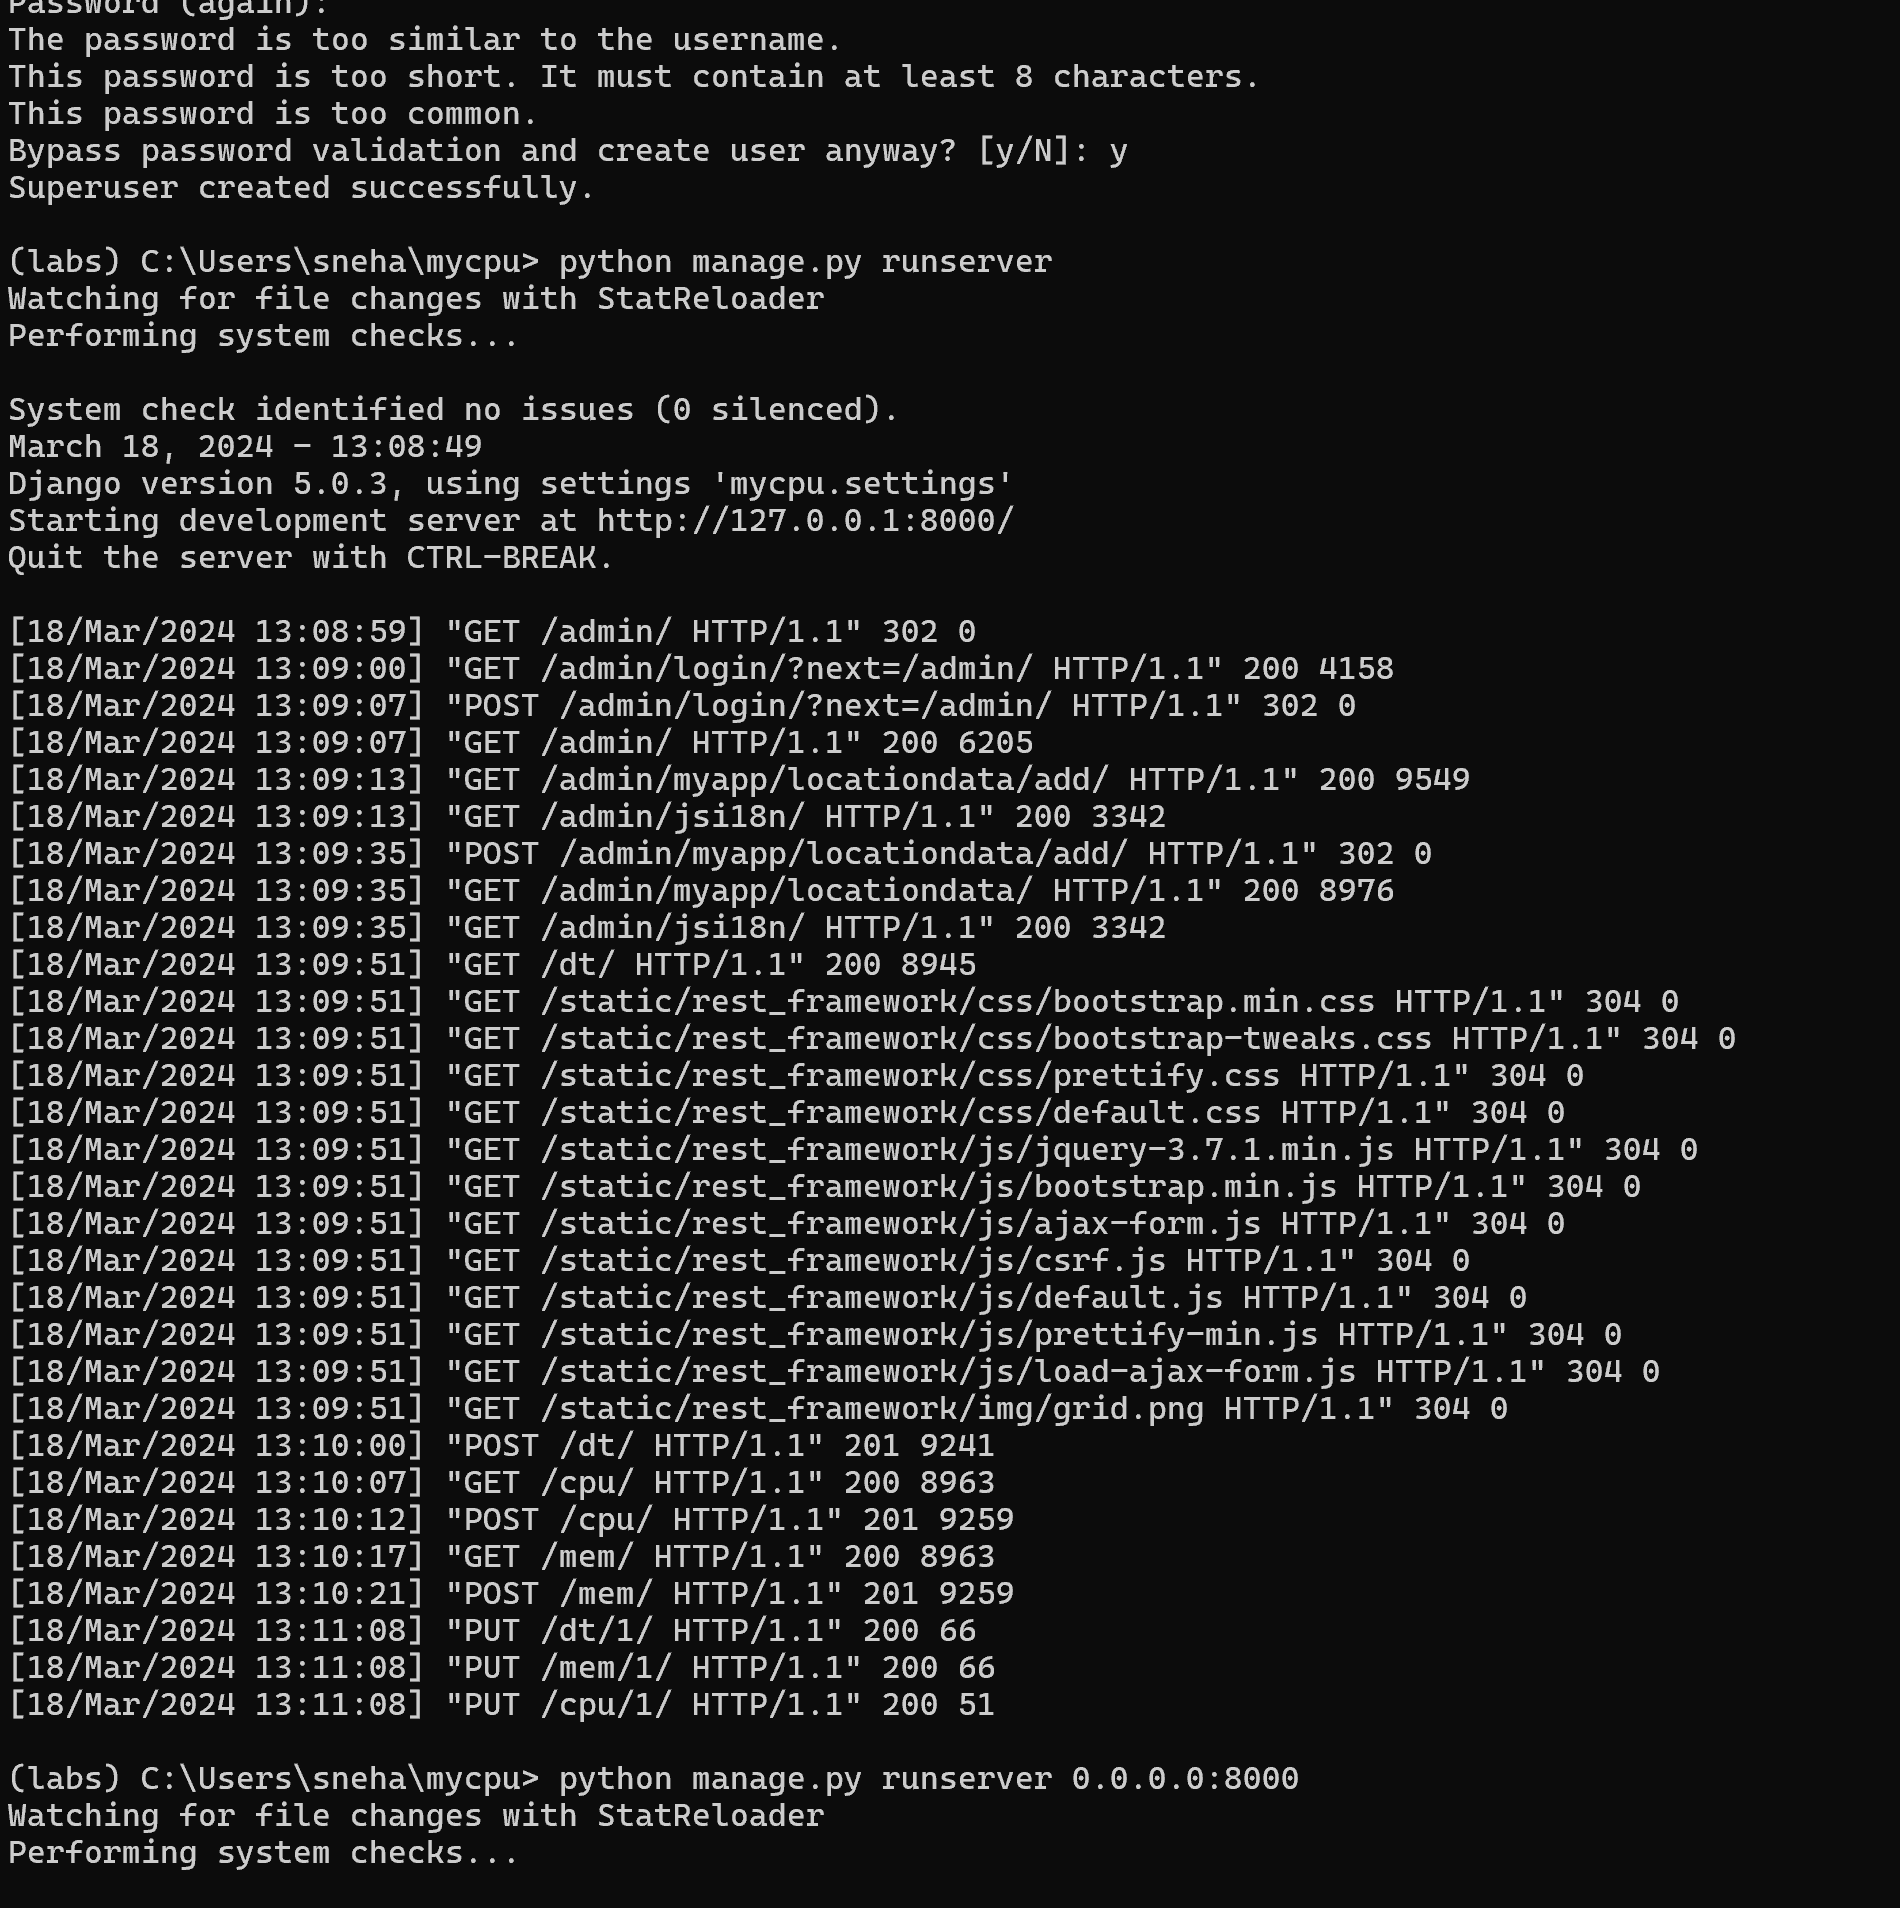 Password (again):
The password is too similar to the username.
This password is too short. It must contain at least 8 characters.
This password is too common.
Bypass password validation and create user anyway? [y/N]: y
Superuser created successfully.
(labs) C:\Users\sneha\mycpu> python manage.py runserver
Watching for file changes with StatReloader
Performing system checks...
System check identified no issues (0 silenced).
March 18, 2024 - 13:08:49
Django version 5.0.3, using settings 'mycpu.settings'
Starting development server at http://127.0.0.1:8000/
Quit the server with CTRL-BREAK.
[18/Mar/2024 13:08:59] "GET /admin/ HTTP/1.1" 302 0
[18/Mar/2024 13:09:00] "GET /admin/login/?next=/admin/ HTTP/1.1" 200 4158
[18/Mar/2024 13:09:07] "POST /admin/login/?next=/admin/ HTTP/1.1" 302 0
[18/Mar/2024 13:09:07] "GET /admin/ HTTP/1.1" 200 6205
[18/Mar/2024 13:09:13] "GET /admin/myapp/locationdata/add/ HTTP/1.1" 200 9549
[18/Mar/2024 13:09:13] "GET /admin/jsi18n/ HTTP/1.1" 200 3342
[18/Mar/2024 13:09:35] "POST /admin/myapp/locationdata/add/ HTTP/1.1" 302 0
[18/Mar/2024 13:09:35] "GET /admin/myapp/locationdata/ HTTP/1.1" 200 8976
[18/Mar/2024 13:09:35] "GET /admin/jsi18n/ HTTP/1.1" 200 3342
[18/Mar/2024 13:09:51] "GET /dt/ HTTP/1.1" 200 8945
[18/Mar/2024 13:09:51] "GET /static/rest_framework/css/bootstrap.min.css HTTP/1.1" 304 0
[18/Mar/2024 13:09:51] "GET /static/rest_framework/css/bootstrap-tweaks.css HTTP/1.1" 304 0
[18/Mar/2024 13:09:51] "GET /static/rest_framework/css/prettify.css HTTP/1.1" 304 0
[18/Mar/2024 13:09:51] "GET /static/rest_framework/css/default.css HTTP/1.1" 304 0
[18/Mar/2024 13:09:51] "GET /static/rest_framework/js/jquery-3.7.1.min.js HTTP/1.1" 304 0
[18/Mar/2024 13:09:51] "GET /static/rest_framework/js/bootstrap.min.js HTTP/1.1" 304 0
[18/Mar/2024 13:09:51] "GET /static/rest_framework/js/ajax-form.js HTTP/1.1" 304 0
[18/Mar/2024 13:09:51] "GET /static/rest_framework/js/csrf.js HTTP/1.1" 304 0
[18/Mar/2024 13:09:51] "GET /static/rest_framework/js/default.js HTTP/1.1" 304 0
[18/Mar/2024 13:09:51] "GET /static/rest_framework/js/prettify-min.js HTTP/1.1" 304 0
[18/Mar/2024 13:09:51] "GET /static/rest_framework/js/load-ajax-form.js HTTP/1.1" 304 0
[18/Mar/2024 13:09:51] "GET /static/rest_framework/img/grid.png HTTP/1.1" 304 0
[18/Mar/2024 13:10:00] "POST /dt/ HTTP/1.1" 201 9241
[18/Mar/2024 13:10:07] "GET /cpu/ HTTP/1.1" 200 8963
[18/Mar/2024 13:10:12] "POST /cpu/ HTTP/1.1" 201 9259
[18/Mar/2024 13:10:17] "GET /mem/ HTTP/1.1" 200 8963
[18/Mar/2024 13:10:21] "POST /mem/ HTTP/1.1" 201 9259
[18/Mar/2024 13:11:08] "PUT /dt/1/ HTTP/1.1" 200 66
[18/Mar/2024 13:11:08] "PUT /mem/1/ HTTP/1.1" 200 66
[18/Mar/2024 13:11:08] "PUT /cpu/1/ HTTP/1.1" 200 51
(labs) C:\Users\sneha\mycpu> python manage.py runserver 0.0.0.0:8000
Watching for file changes with StatReloader
Performing system checks...